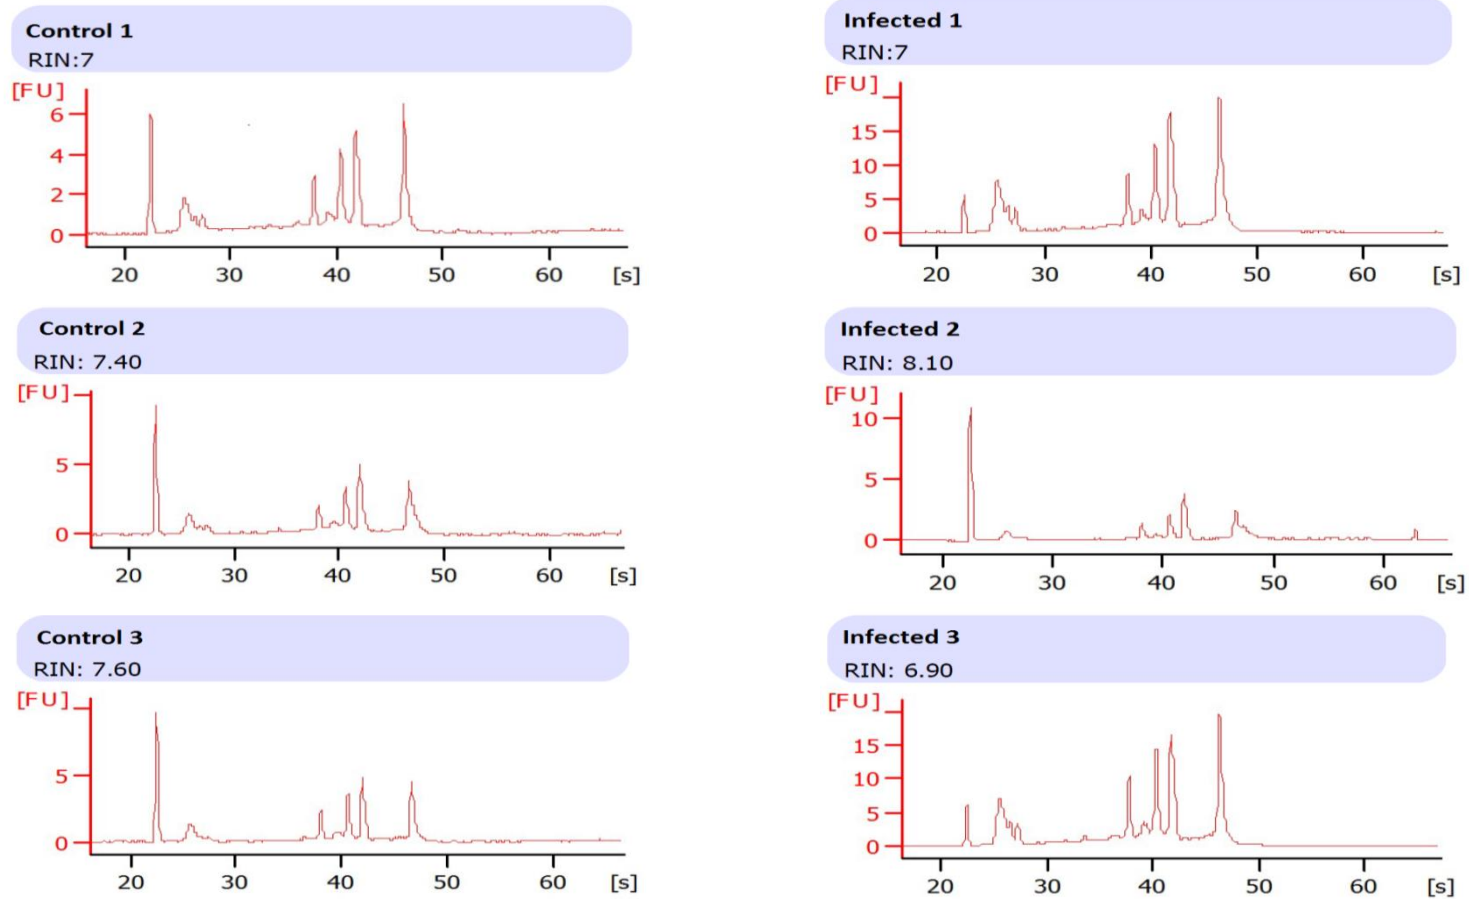 Control 1
RIN:7
[FU]
6
4
2
0
20 30 40 50 60 [s]
Infected 1
RIN:7
[FU]
15
10
5
0
20 30 40 50 60 [s]
Control 2
RIN: 7.40
[FU]
5
0
20 30 40 50 60 [s]
Infected 2
RIN: 8.10
[FU]
10
5
0
20 30 40 50 60 [s]
Control 3
RIN: 7.60
[FU]
5
0
20 30 40 50 60 [s]
Infected 3
RIN: 6.90
[FU]
15
10
5
0
20 30 40 50 60 [s]